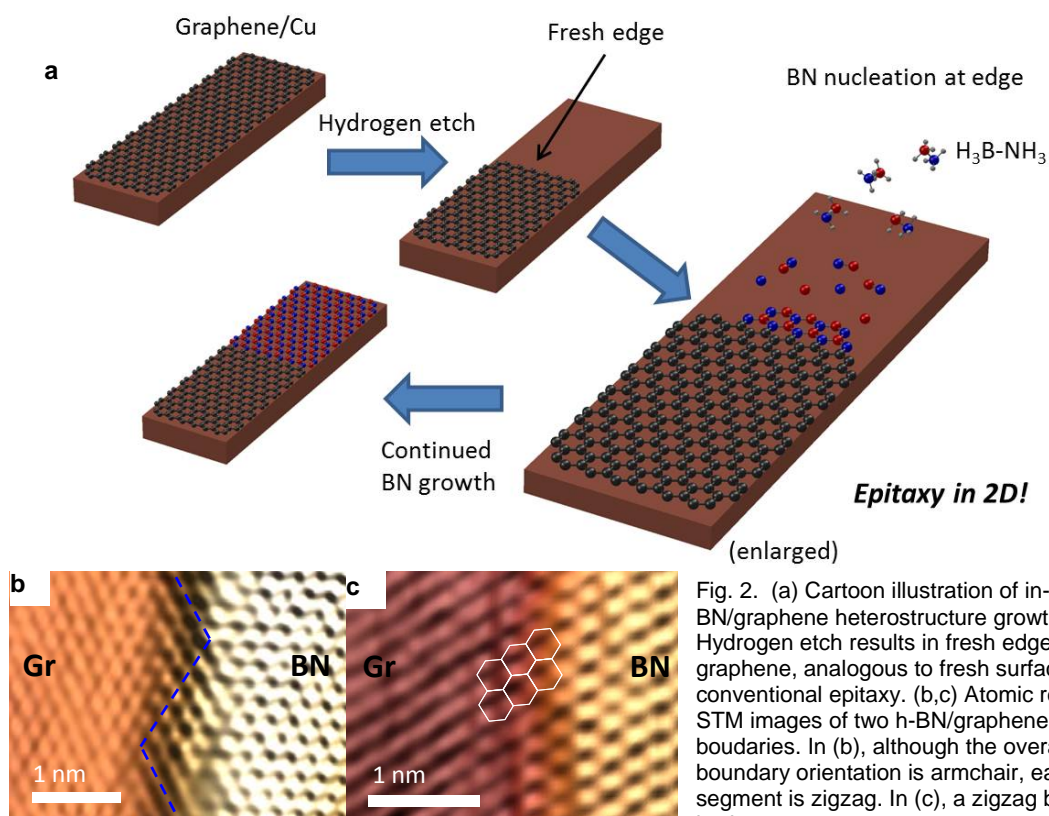 Graphene/Cu
Fresh edge
a
BN nucleation at edge
Hydrogen etch
H₃B-NH₃
Continued
BN growth
Epitaxy in 2D!
(enlarged)
b
Gr
BN
1 nm
c
Gr
BN
1 nm
Fig. 2. (a) Cartoon illustration of in-
BN/graphene heterostructure growt
Hydrogen etch results in fresh edge
graphene, analogous to fresh surfac
conventional epitaxy. (b,c) Atomic re
STM images of two h-BN/graphene
boudaries. In (b), although the overa
boundary orientation is armchair, ea
segment is zigzag. In (c), a zigzag b